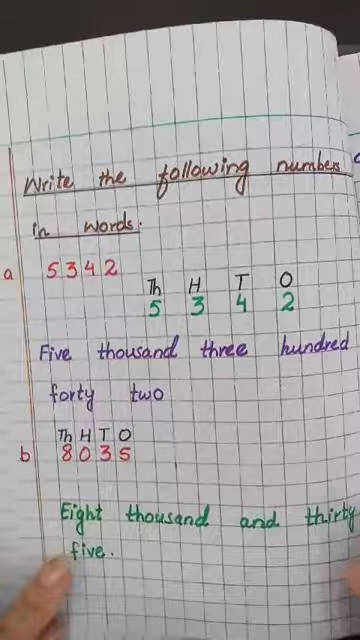 Write the following numbers
in words.
a 5342
Th H T O
5 3 4 2
Five thousand three hundred
forty two
Th H T O
b 8035
Eight thousand and thirty
five.